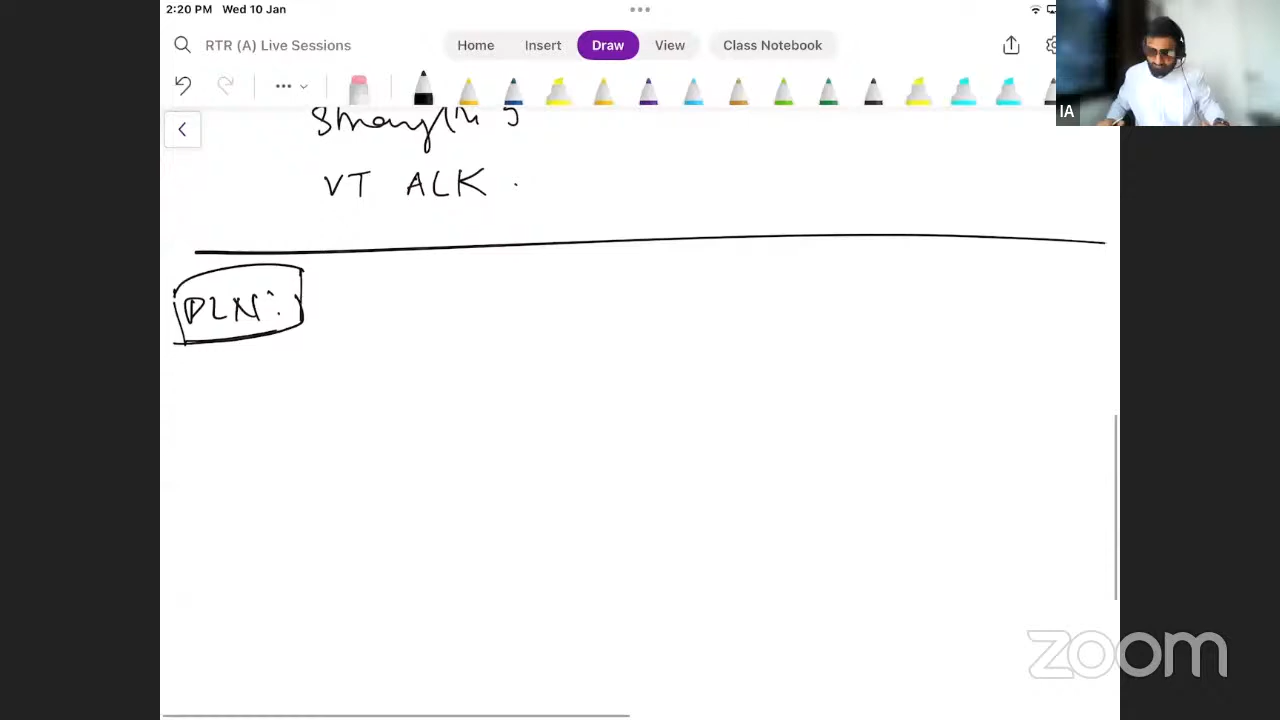 2:20 PM Wed 10 Jan
RTR (A) Live Sessions
Home Insert Draw View Class Notebook
IA
VT ALK .
zoom